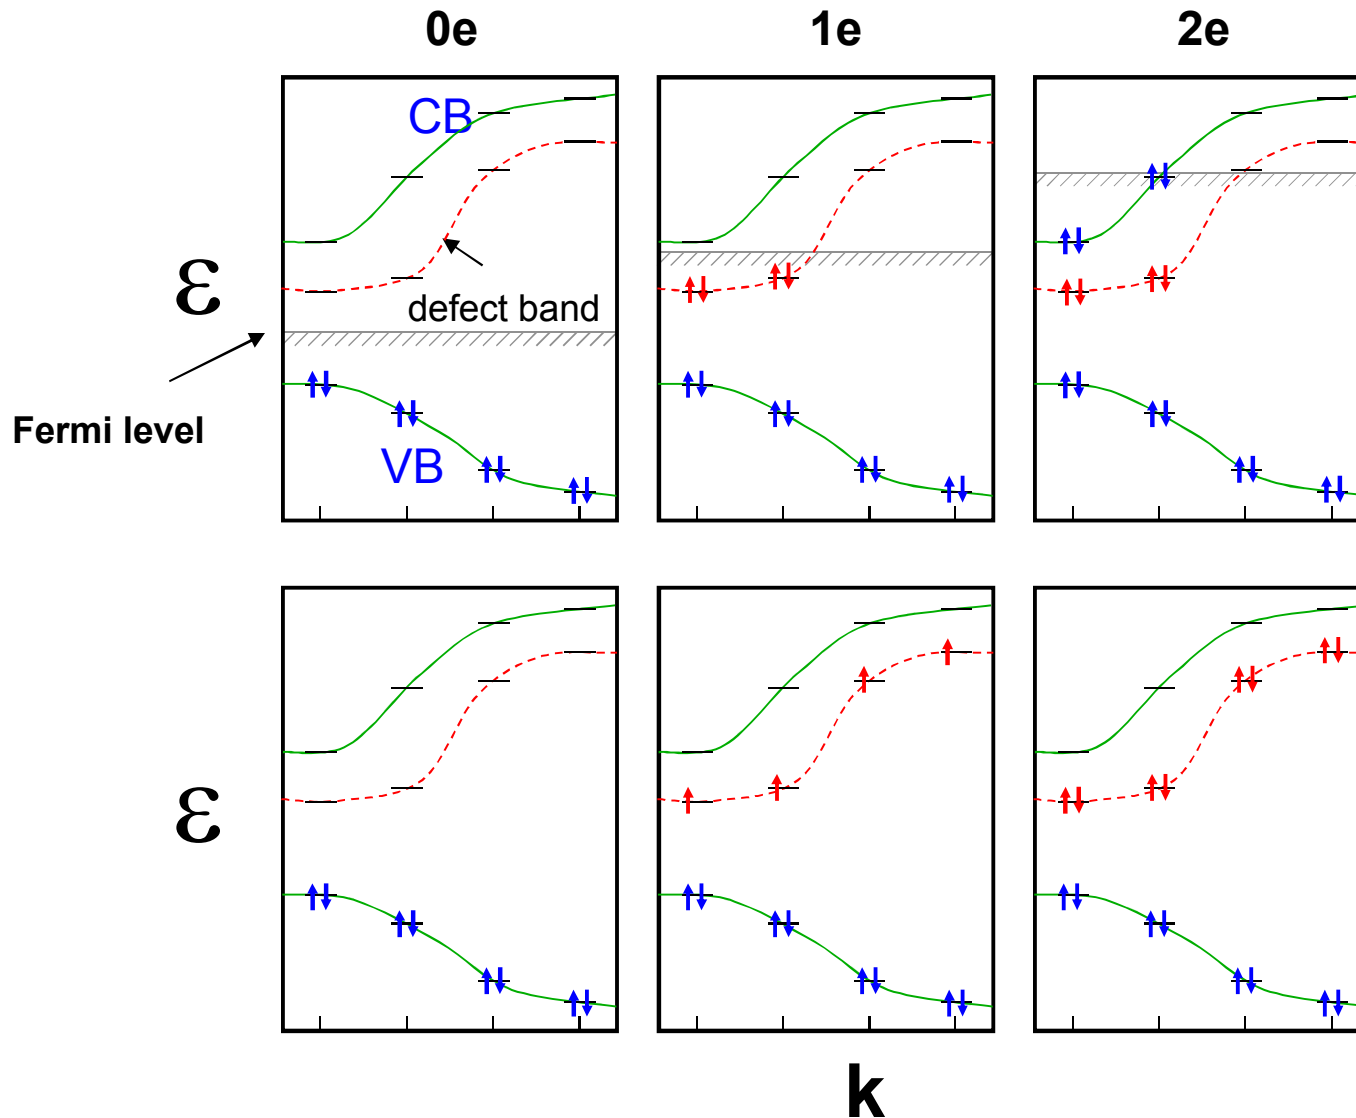 0e 1e 2e
CB
ε
defect band
Fermi level
VB
ε
k